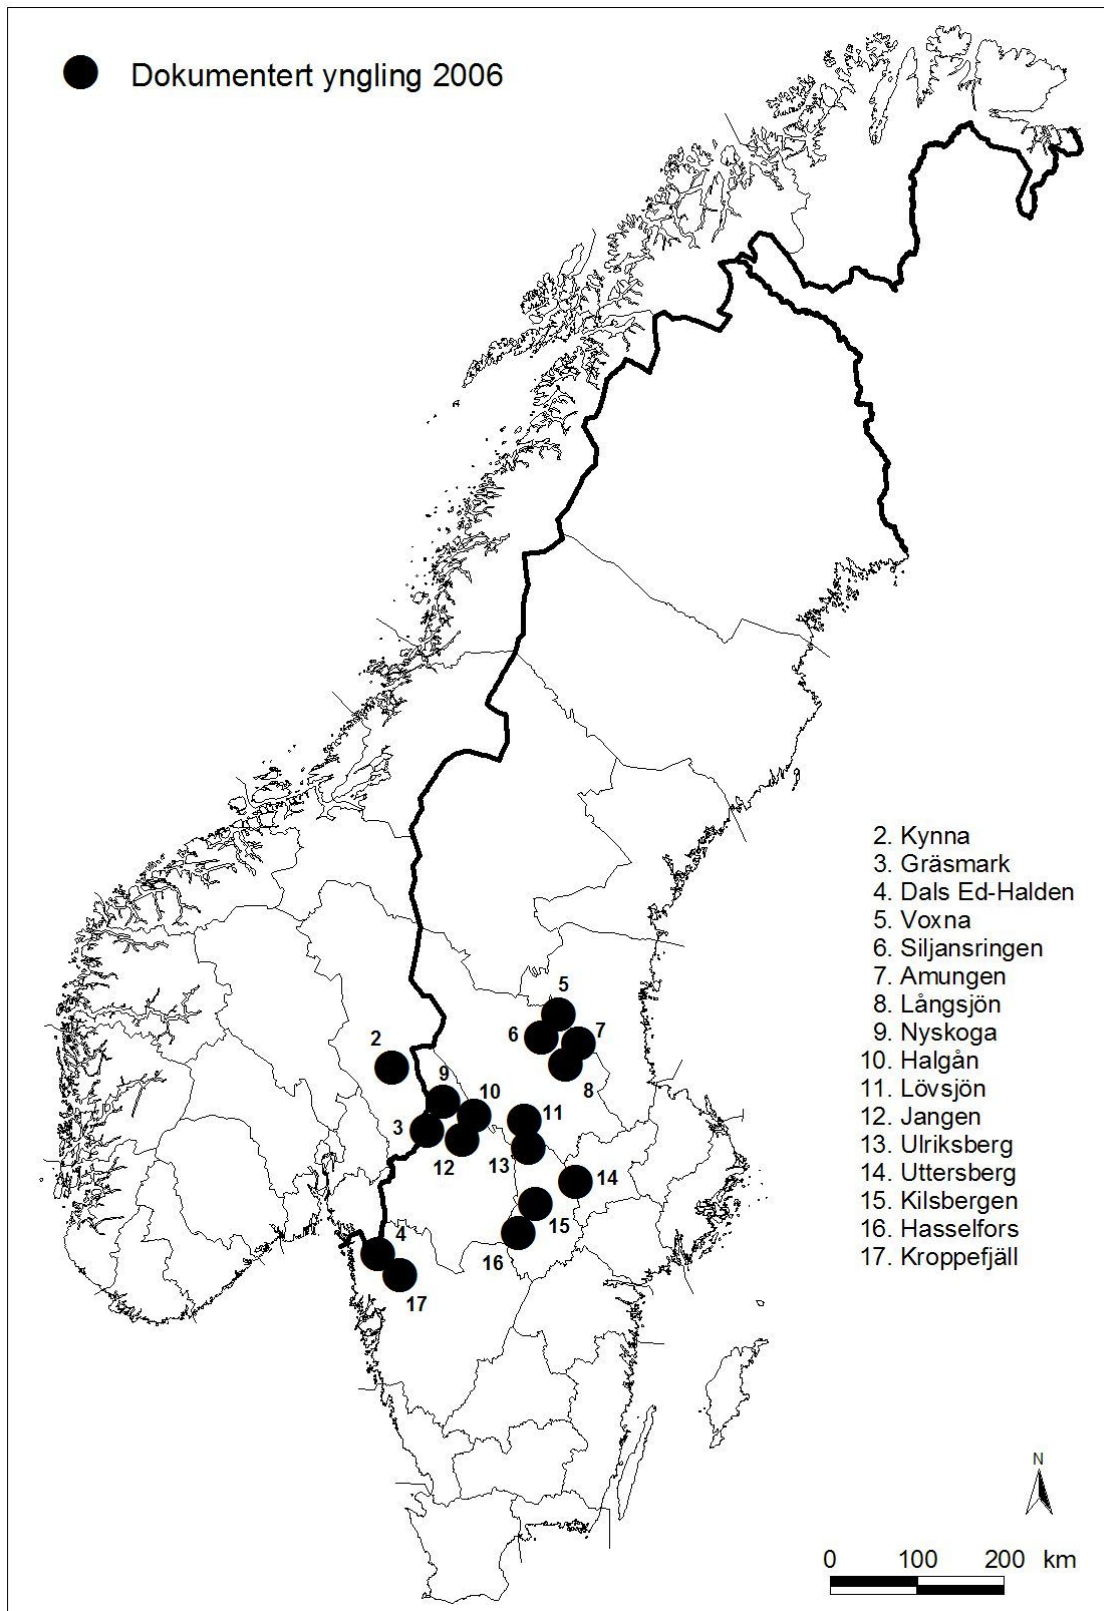 Dokumentert yngling 2006
2. Kynna
3. Gräsmark
4. Dals Ed-Halden
5. Voxna
6. Siljansringen
7. Amungen
8. Långsjön
9. Nyskoga
10. Halgån
11. Lövsjön
12. Jangen
13. Ulriksberg
14. Uttersberg
15. Kilsbergen
16. Hasselfors
17. Kroppefjäll
5
6
7
2
8
9
10
11
3
12
13
14
15
4
16
17
N
0 100 200 km